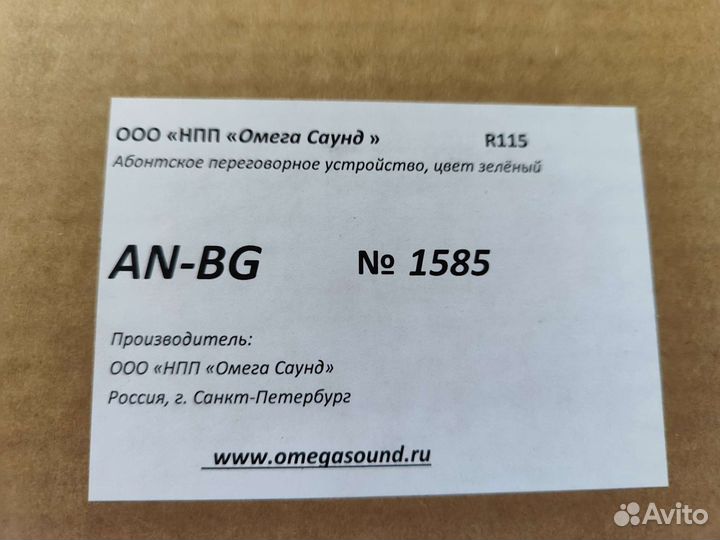 ООО «НПП «Омега Саунд » R115
Абонтское переговорное устройство, цвет зелёный
AN-BG № 1585
Производитель:
ООО «НПП «Омега Саунд»
Россия, г. Санкт-Петербург
www.omegasound.ru
Avito